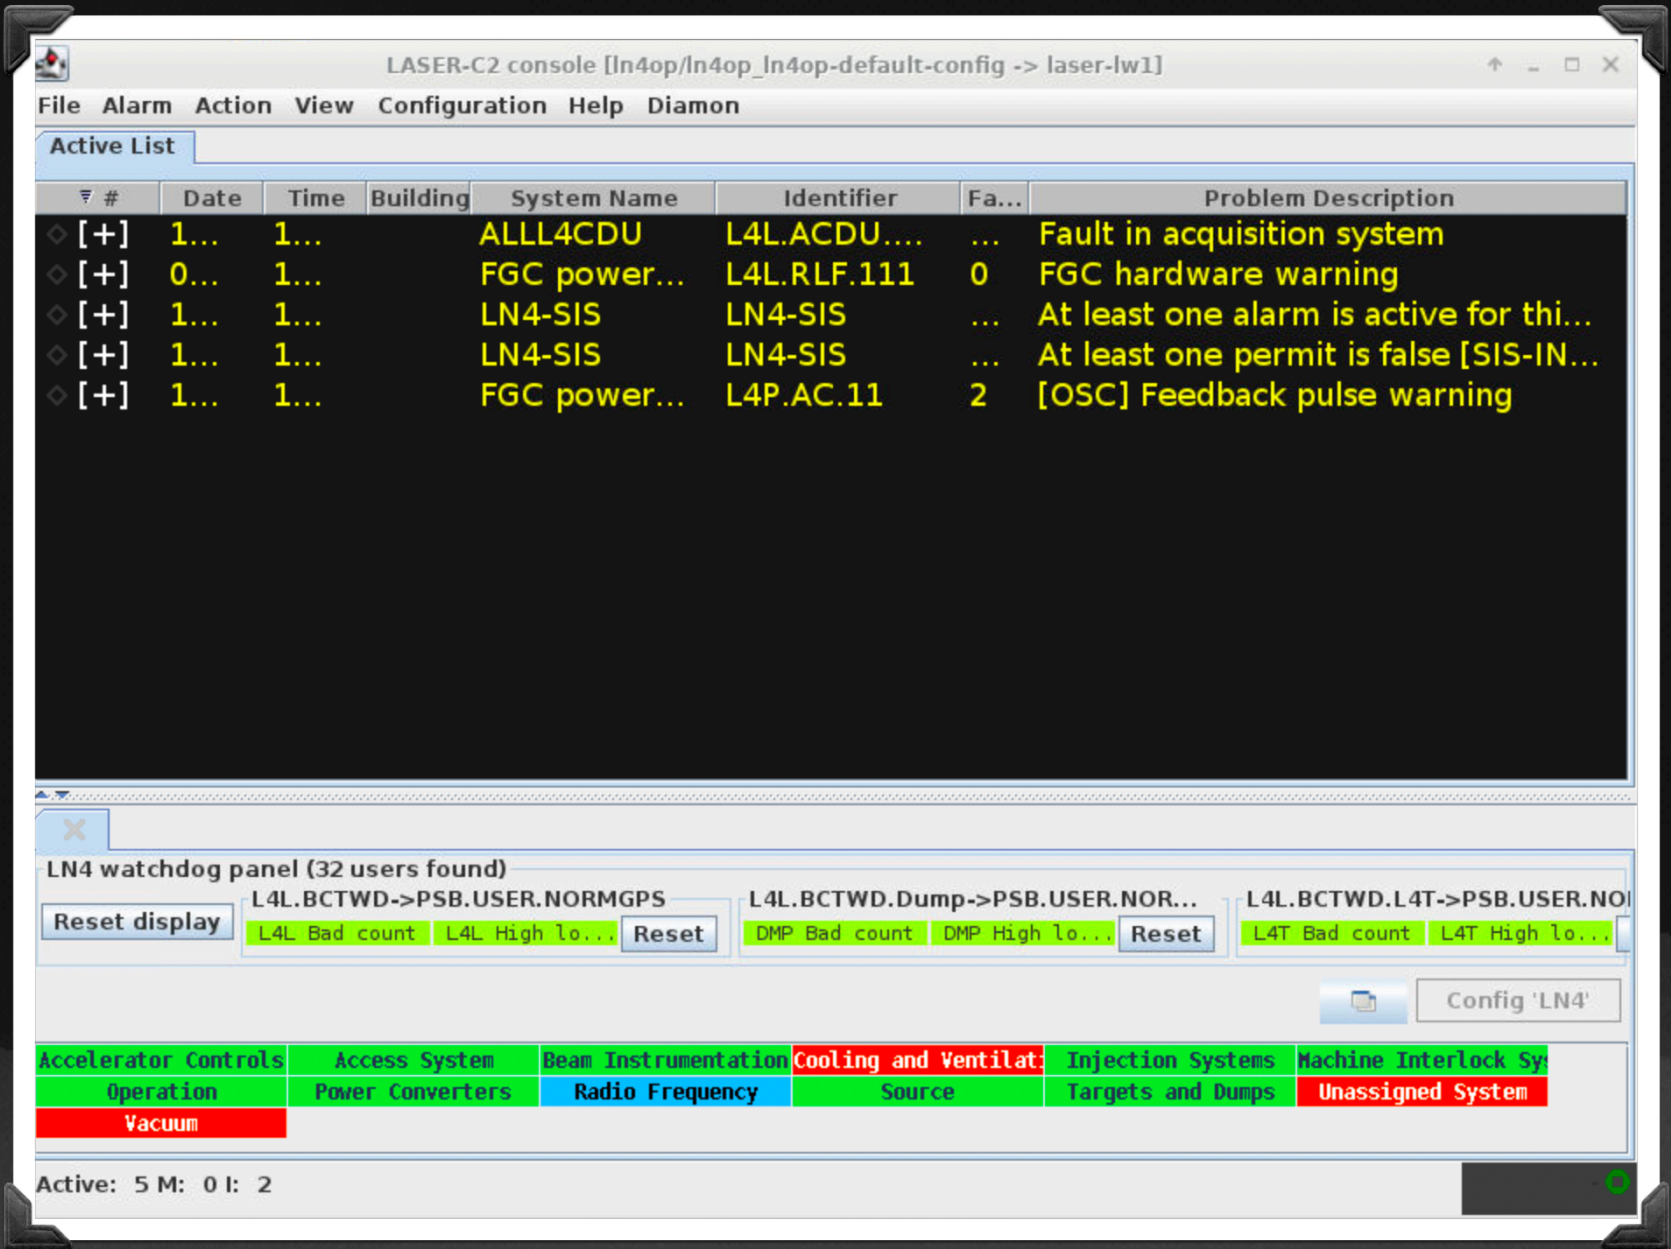 LASER-C2 console [ln4op/ln4op_ln4op-default-config -> laser-lw1]
File Alarm Action View Configuration Help Diamon
Active List
# Date Time Building System Name Identifier Fa... Problem Description
[+] 1... 1... ALLL4CDU L4L.ACDU.... ... Fault in acquisition system
[+] 0... 1... FGC power... L4L.RLF.111 0 FGC hardware warning
[+] 1... 1... LN4-SIS LN4-SIS ... At least one alarm is active for thi...
[+] 1... 1... LN4-SIS LN4-SIS ... At least one permit is false [SIS-IN...
[+] 1... 1... FGC power... L4P.AC.11 2 [OSC] Feedback pulse warning
LN4 watchdog panel (32 users found)
L4L.BCTWD->PSB.USER.NORMGPS L4L.BCTWD.Dump->PSB.USER.NOR... L4L.BCTWD.L4T->PSB.USER.NO
Reset display L4L Bad count L4L High lo... Reset DMP Bad count DMP High lo... Reset L4T Bad count L4T High lo...
Config 'LN4'
Accelerator Controls Access System Beam Instrumentation Cooling and Ventilati Injection Systems Machine Interlock Sys
Operation Power Converters Radio Frequency Source Targets and Dumps Unassigned System
Vacuum
Active: 5 M: 0 I: 2